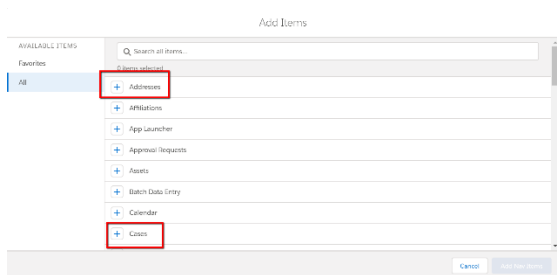 Add Items
AVAILABLE ITEMS
Favorites
All
Search all items...
0 items selected
Addresses
Affiliations
App Launcher
Approval Requests
Assets
Batch Data Entry
Calendar
Cases
Cancel
Add New Items